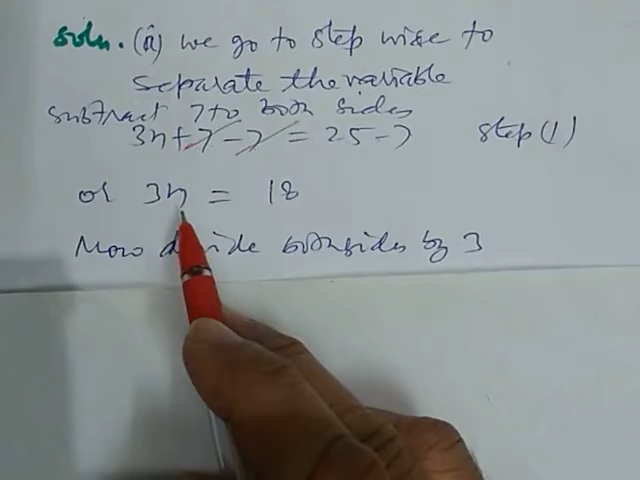 Soln. (a) we go to step wise to
separate the variable
subtract 7 to both sides
3n+7-7 = 25-7 step (1)
or 3n = 18
Now divide both sides by 3